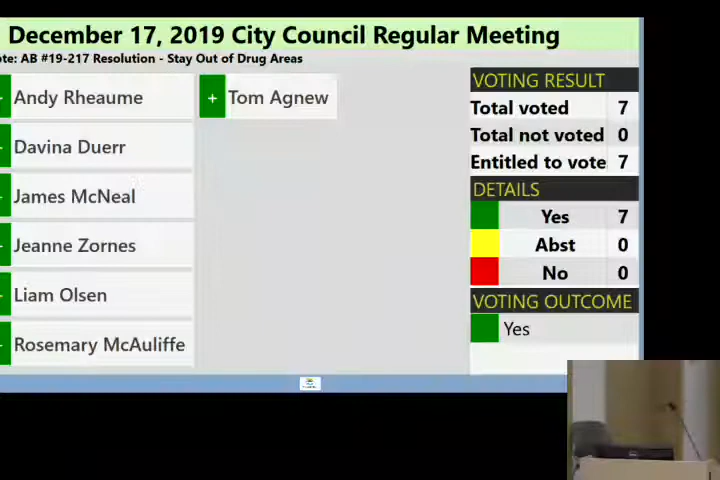 December 17, 2019 City Council Regular Meeting
ote: AB #19-217 Resolution - Stay Out of Drug Areas
Andy Rheaume
+ Tom Agnew
Davina Duerr
James McNeal
Jeanne Zornes
Liam Olsen
Rosemary McAuliffe
VOTING RESULT
Total voted 7
Total not voted 0
Entitled to vote 7
DETAILS
Yes 7
Abst 0
No 0
VOTING OUTCOME
Yes